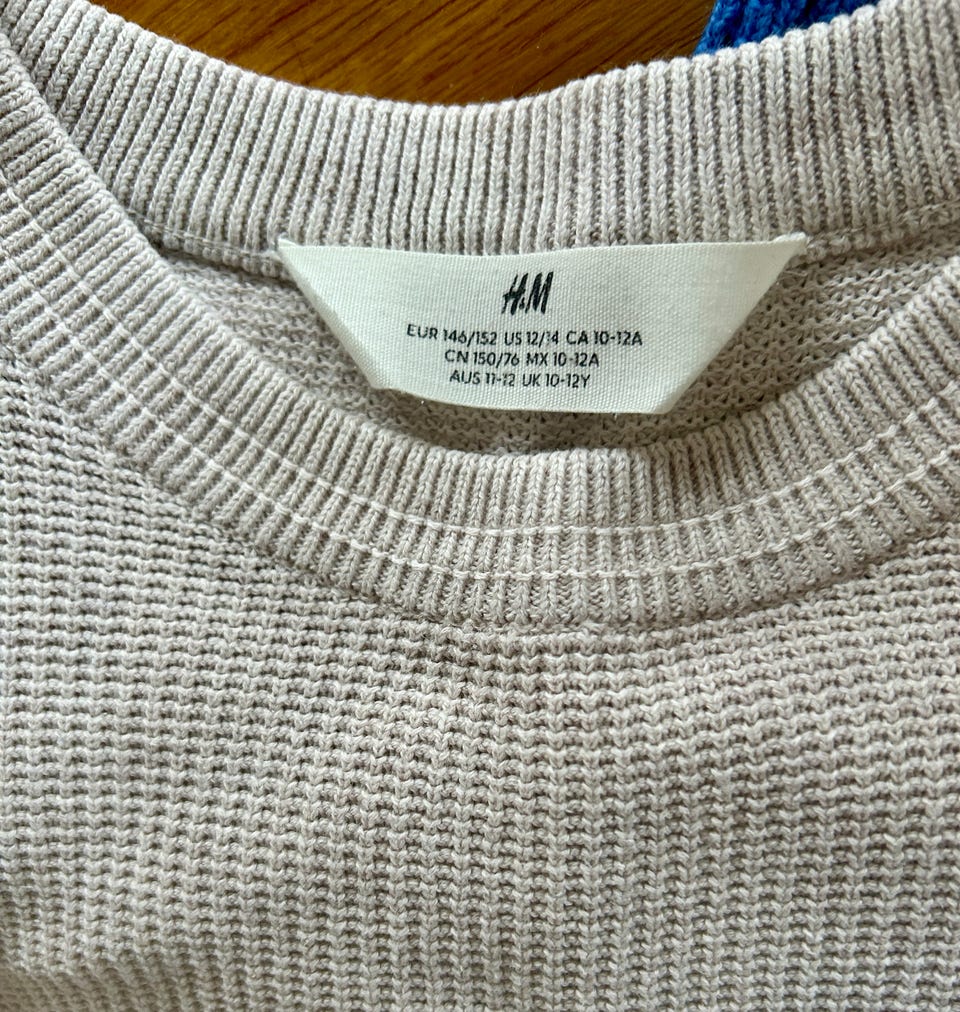 H&M
EUR 146/152 US 12/14 CA 10-12A
CN 150/76 MX 10-12A
AUS 11-12 UK 10-12Y